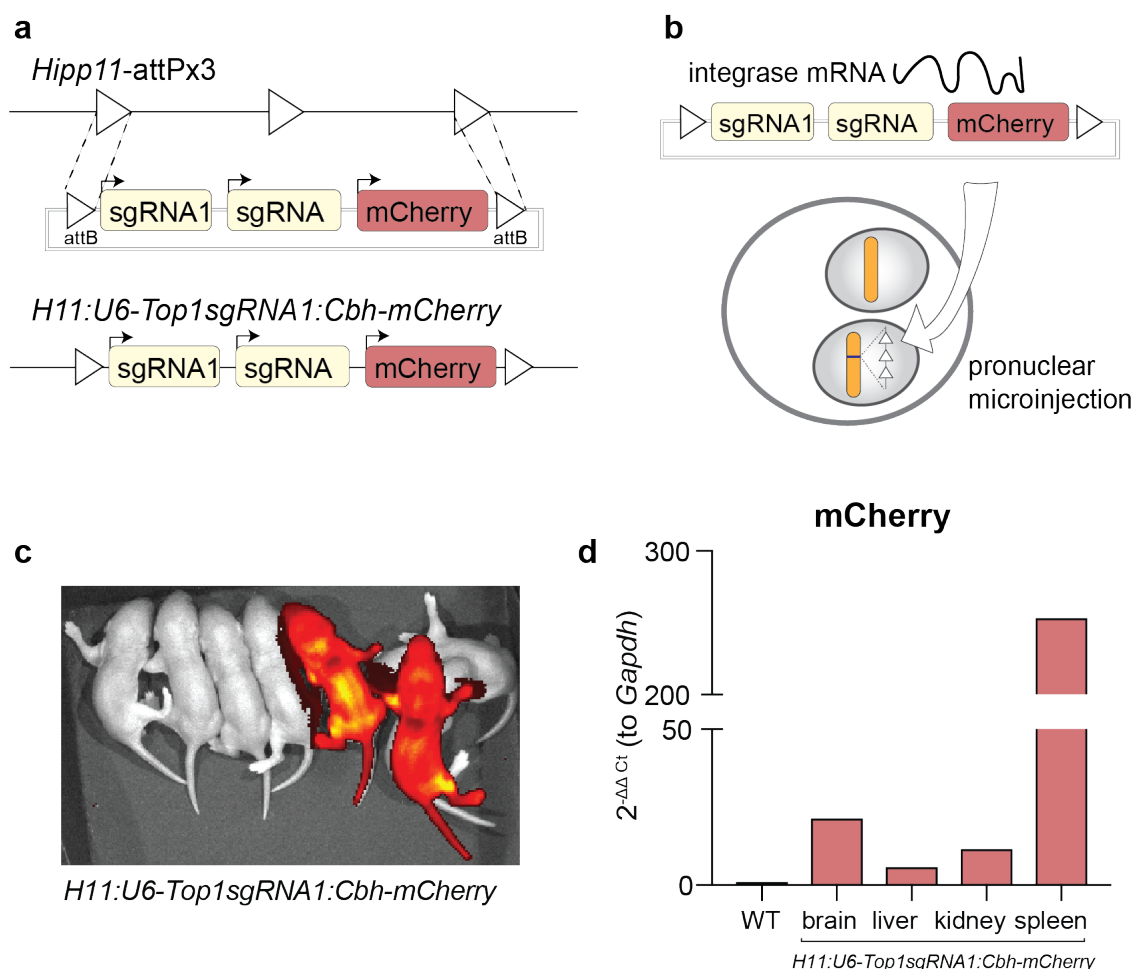 a
Hipp11-attPx3
sgRNA1 sgRNA mCherry
attB attB
H11:U6-Top1sgRNA1:Cbh-mCherry
sgRNA1 sgRNA mCherry
b
integrase mRNA
sgRNA1 sgRNA mCherry
pronuclear
microinjection
c
H11:U6-Top1sgRNA1:Cbh-mCherry
d
mCherry
2-ΔΔ Ct (to Gapdh)
300
200
50
0
WT brain liver kidney spleen
H11:U6-Top1sgRNA1:Cbh-mCherry